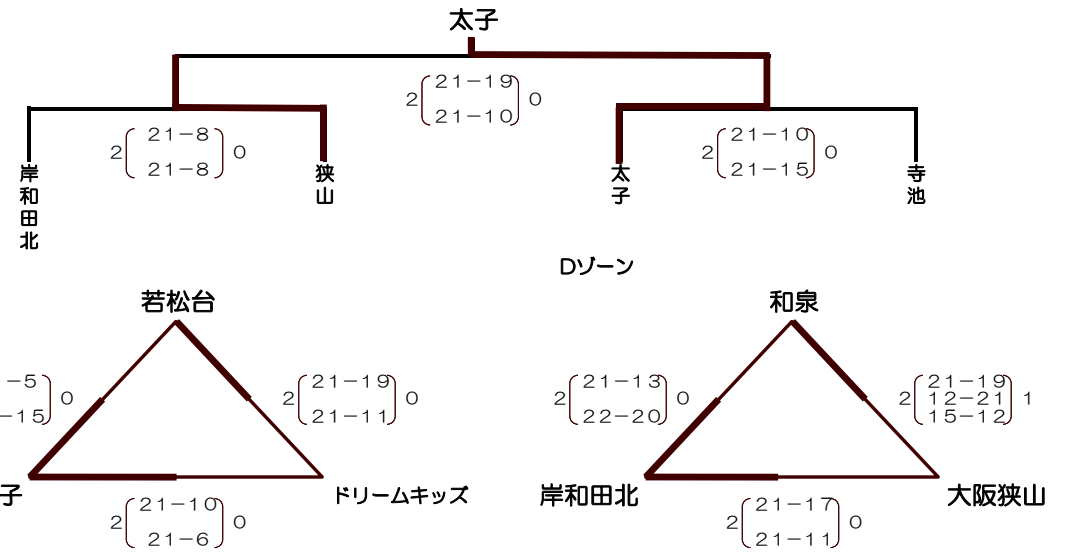 太子
2 21-19 0
21-10
2 21-8 0
21-8
2 21-10 0
21-15
岸和田北
狭山
太子
寺池
Dゾーン
若松台
和泉
-5
-15 0
2 21-19 0
21-11
2 21-13 0
22-20
2 21-19 1
12-21
15-12
子
ドリームキッズ
岸和田北
大阪狭山
2 21-10 0
21-6
2 21-17 0
21-11